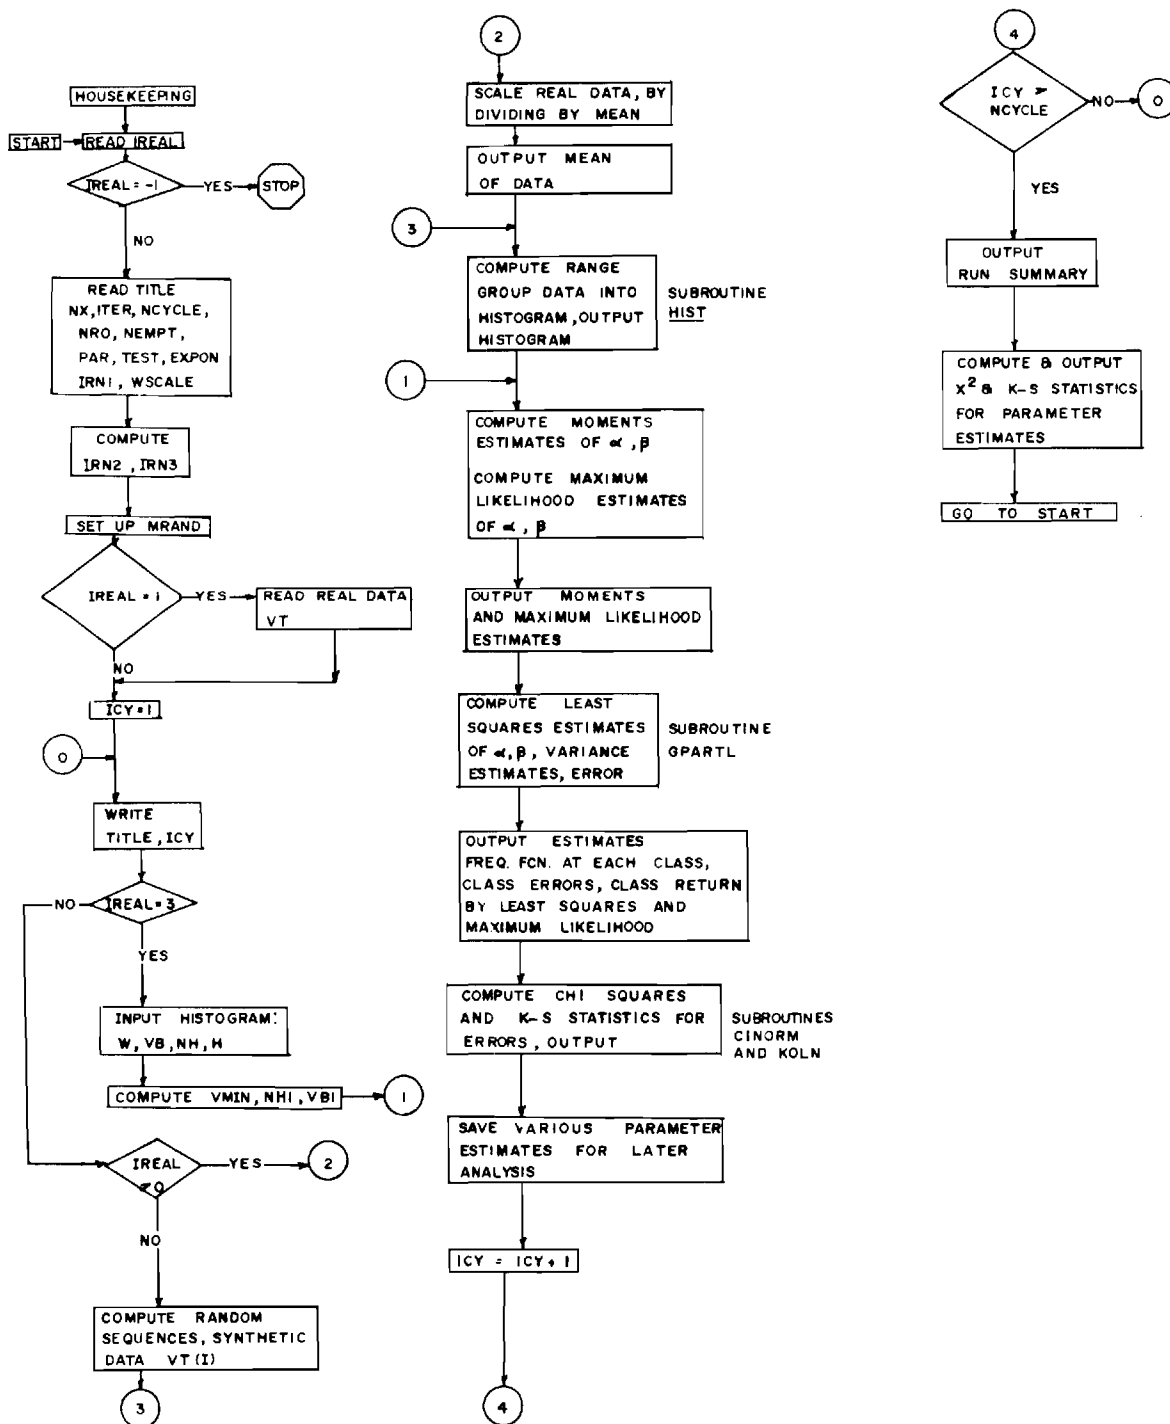 HOUSEKEEPING
START
READ IREAL
IREAL = -1
YES
STOP
NO
READ TITLE
NX, ITER, NCYCLE,
NRO, NEMPT,
PAR, TEST, EXPON
IRN1, WSCALE
COMPUTE
IRN2, IRN3
SET UP MRAND
IREAL = 1
YES
READ REAL DATA
VT
NO
ICY=1
0
WRITE
TITLE, ICY
NO
IREAL=3
YES
INPUT HISTOGRAM:
W, VB, NH, H
COMPUTE VMIN, NH1, VB1
1
IREAL
≠0
YES
2
NO
COMPUTE RANDOM
SEQUENCES, SYNTHETIC
DATA VT(I)
3
2
SCALE REAL DATA, BY
DIVIDING BY MEAN
OUTPUT MEAN
OF DATA
3
COMPUTE RANGE
GROUP DATA INTO
HISTOGRAM, OUTPUT
HISTOGRAM
SUBROUTINE
HIST
1
COMPUTE MOMENTS
ESTIMATES OF α, β
COMPUTE MAXIMUM
LIKELIHOOD ESTIMATES
OF α, β
OUTPUT MOMENTS
AND MAXIMUM LIKELIHOOD
ESTIMATES
COMPUTE LEAST
SQUARES ESTIMATES
OF α, β, VARIANCE
ESTIMATES, ERROR
SUBROUTINE
GPARTL
OUTPUT ESTIMATES
FREQ. FCN. AT EACH CLASS,
CLASS ERRORS, CLASS RETURN
BY LEAST SQUARES AND
MAXIMUM LIKELIHOOD
COMPUTE CHI SQUARES
AND K-S STATISTICS FOR
ERRORS, OUTPUT
SUBROUTINES
CINORM
AND KOLN
SAVE VARIOUS PARAMETER
ESTIMATES FOR LATER
ANALYSIS
ICY = ICY + 1
4
4
ICY >
NCYCLE
NO
0
YES
OUTPUT
RUN SUMMARY
COMPUTE & OUTPUT
X² & K-S STATISTICS
FOR PARAMETER
ESTIMATES
GO TO START